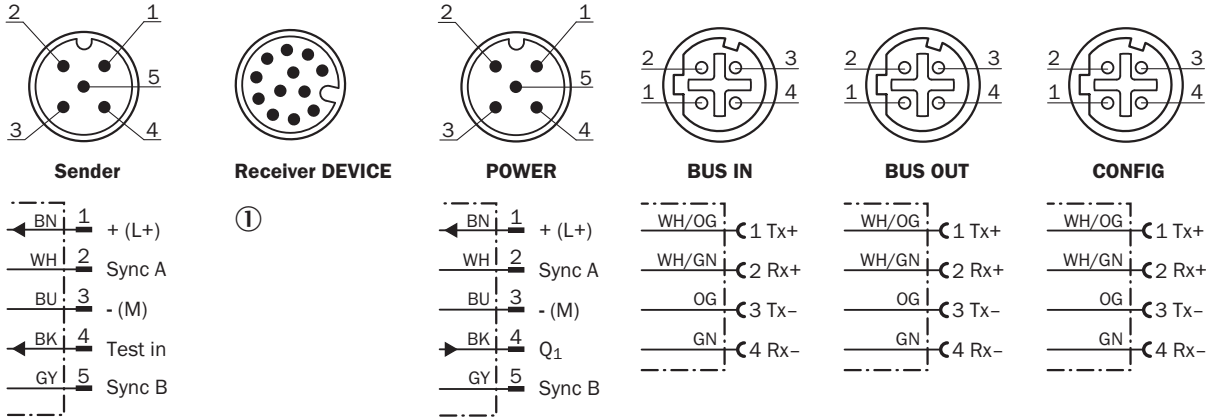 2 1 2 1
5 5 2 3 2 3 2 3
1 4 1 4 1 4
3 4 3 4
Sender Receiver DEVICE POWER BUS IN BUS OUT CONFIG
①
BN 1 + (L+)
WH 2 Sync A
BU 3 - (M)
BK 4 Test in
GY 5 Sync B
BN 1 + (L+)
WH 2 Sync A
BU 3 - (M)
BK 4 Q₁
GY 5 Sync B
WH/OG 1 Tx+
WH/GN 2 Rx+
OG 3 Tx–
GN 4 Rx–
WH/OG 1 Tx+
WH/GN 2 Rx+
OG 3 Tx–
GN 4 Rx–
WH/OG 1 Tx+
WH/GN 2 Rx+
OG 3 Tx–
GN 4 Rx–